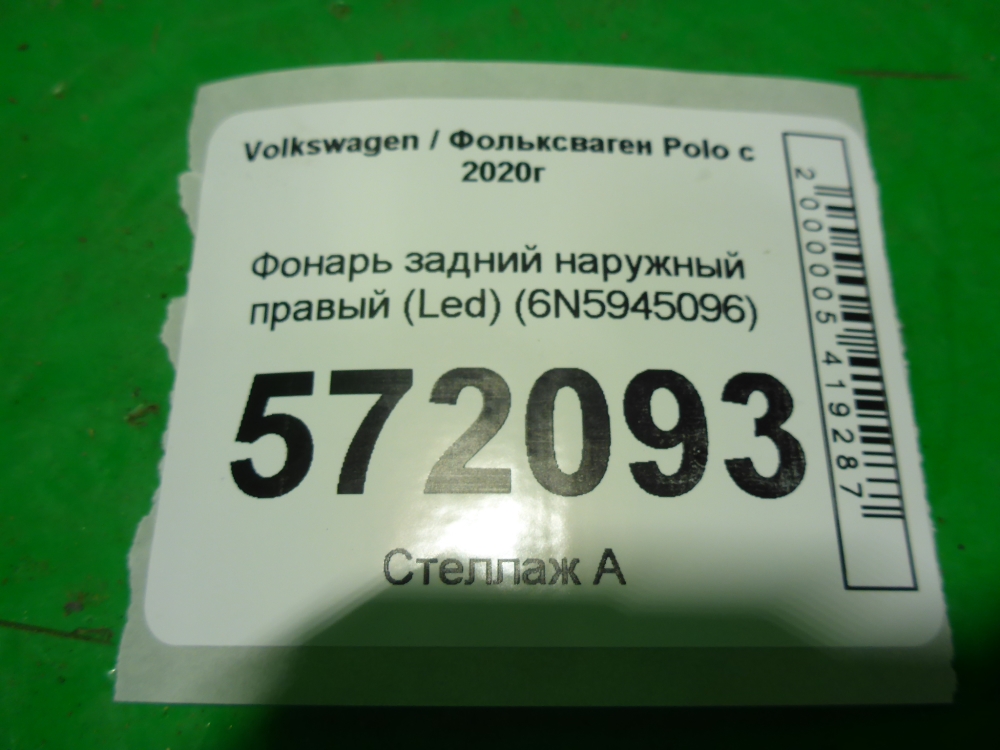 Volkswagen / Фольксваген Polo с
2020г
Фонарь задний наружный
правый (Led) (6N5945096)
572093
Стеллаж А
2000005419287